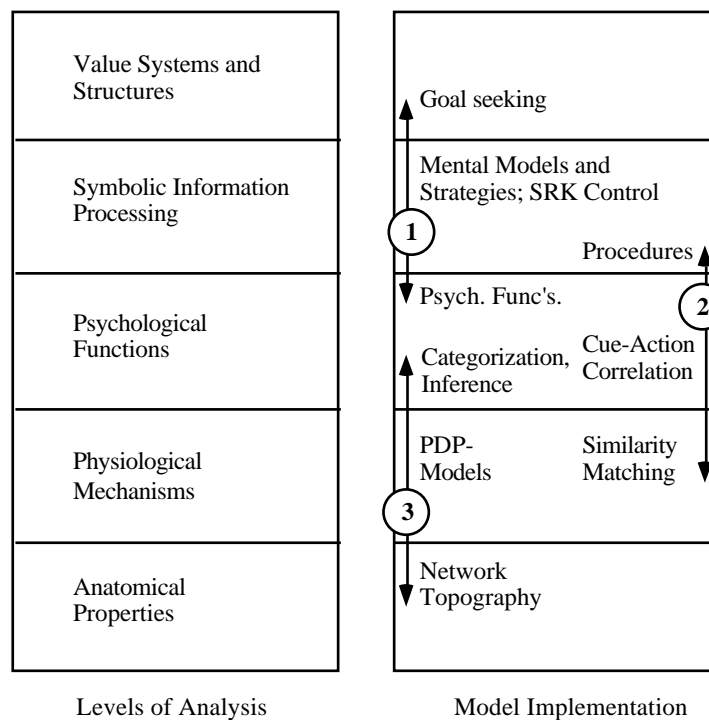 Value Systems and
Structures
Symbolic Information
Processing
Psychological
Functions
Physiological
Mechanisms
Anatomical
Properties
Levels of Analysis
Goal seeking
Mental Models and
Strategies; SRK Control
1
Procedures
Psych. Func's.
2
Cue-Action
Correlation
Categorization,
Inference
PDP-
Models
Similarity
Matching
3
Network
Topography
Model Implementation